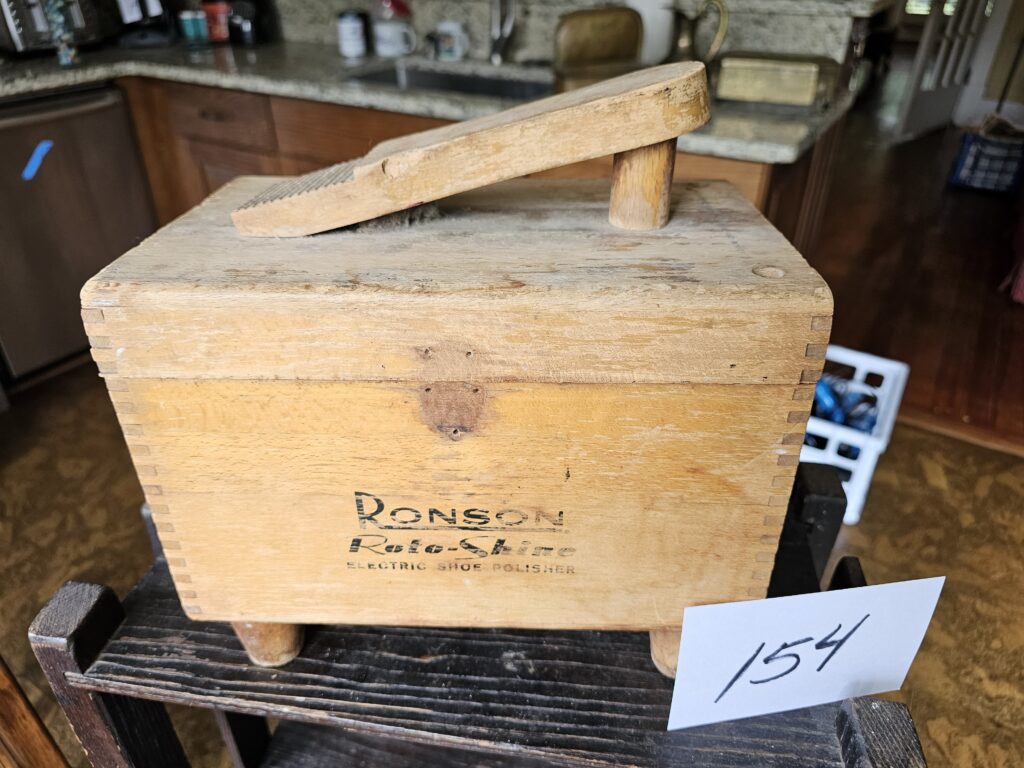 RONSON
Roto-Shine
ELECTRIC SHOE POLISHER
154